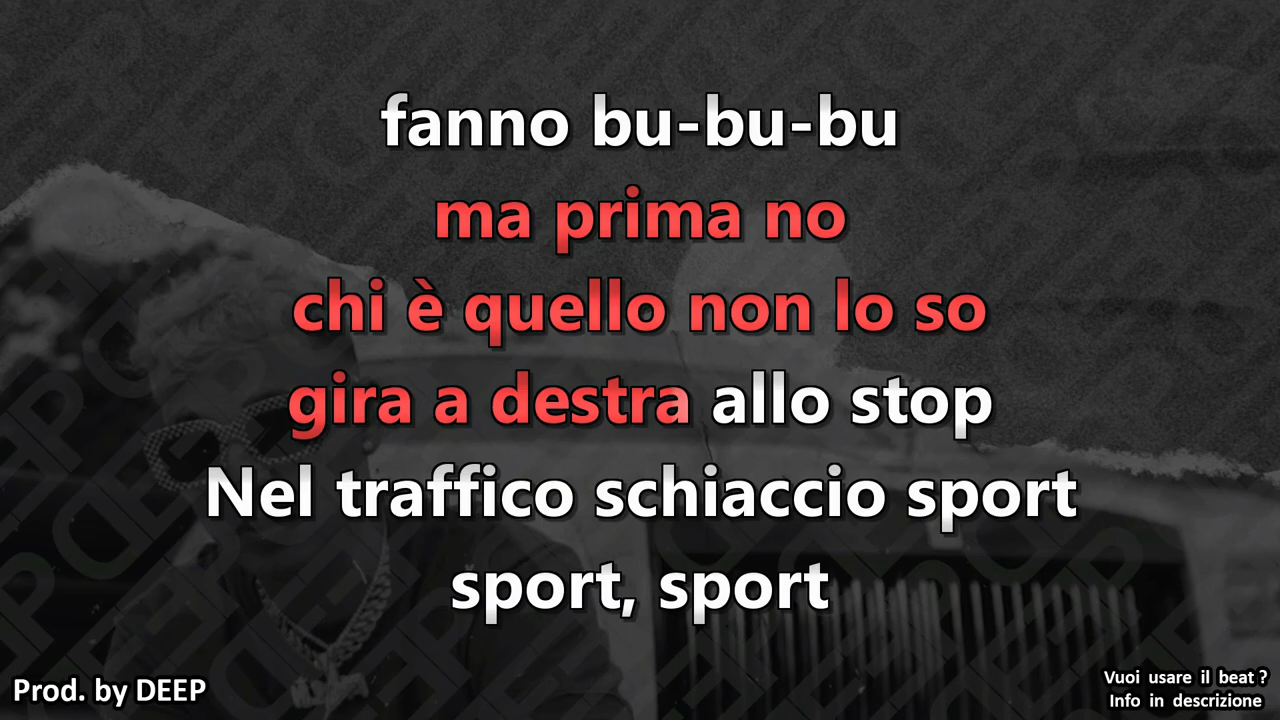 fanno bu-bu-bu
ma prima no
chi è quello non lo so
gira a destra allo stop
Nel traffico schiaccio sport
sport, sport
Prod. by DEEP
Vuoi usare il beat ?
Info in descrizione